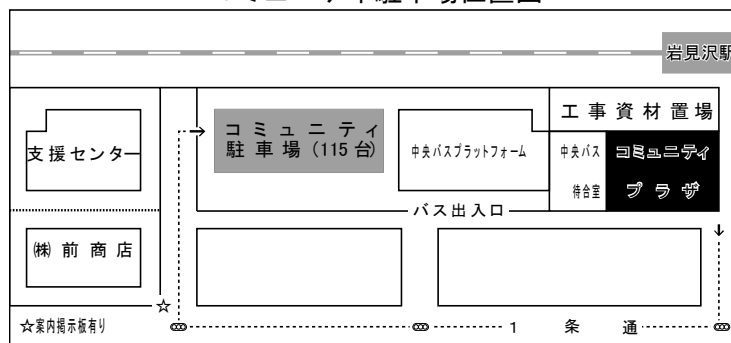 岩見沢駅
工事資材置場
コミュニティ
駐車場(115台)
支援センター
中央バスプラットフォーム
中央バス
待合室
コミュニティ
プラザ
バス出入口
㈱前商店
☆
☆案内掲示板有り
1条通